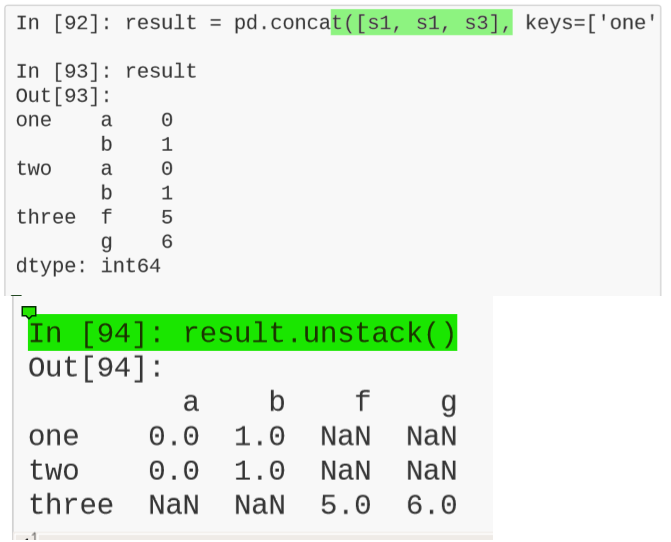 In [92]: result = pd.concat([s1, s1, s3], keys=['one'
In [93]: result
Out[93]:
one    a    0
       b    1
two    a    0
       b    1
three  f    5
       g    6
dtype: int64
In [94]: result.unstack()
Out[94]:
         a    b    f    g
one    0.0  1.0  NaN  NaN
two    0.0  1.0  NaN  NaN
three  NaN  NaN  5.0  6.0